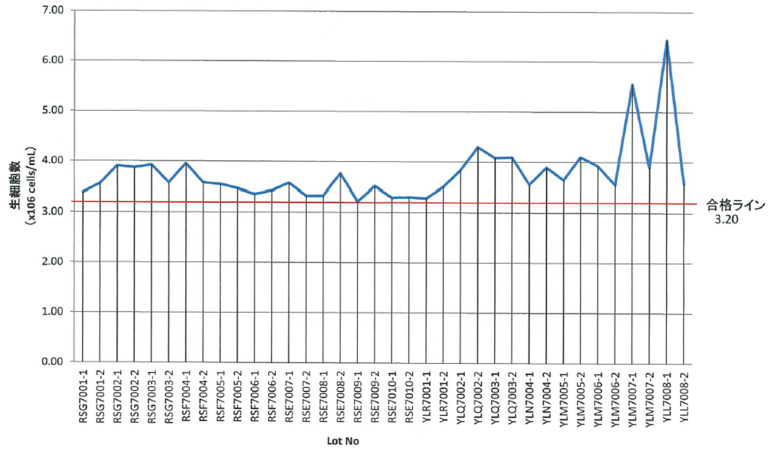 7.00
6.00
5.00
4.00
3.00
2.00
1.00
0.00
生細胞数
(x106 cells/mL)
合格ライン
3.20
RSG7001-1
RSG7001-2
RSG7002-1
RSG7002-2
RSG7003-1
RSG7003-2
RSF7004-1
RSF7004-2
RSF7005-1
RSF7005-2
RSF7006-1
RSF7006-2
RSE7007-1
RSE7007-2
RSE7008-1
RSE7008-2
RSE7009-1
RSE7009-2
RSE7010-1
RSE7010-2
YLR7001-1
YLR7001-2
YLQ7002-1
YLQ7002-2
YLQ7003-1
YLQ7003-2
YLN7004-1
YLN7004-2
YLM7005-1
YLM7005-2
YLM7006-1
YLM7006-2
YLM7007-1
YLM7007-2
YLL7008-1
YLL7008-2
Lot No